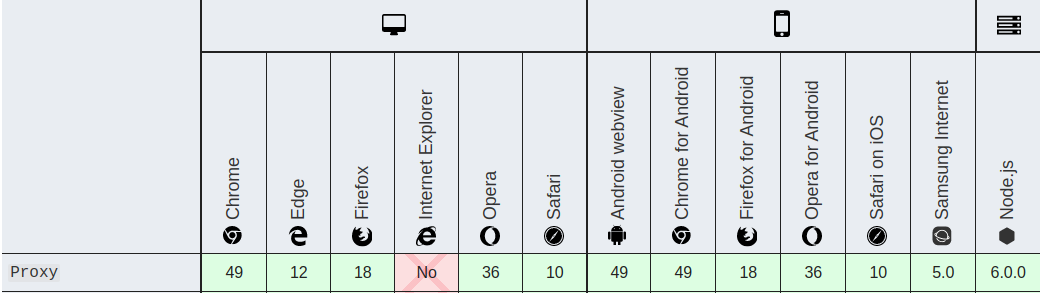 Chrome
Edge
Firefox
Internet Explorer
Opera
Safari
Android webview
Chrome for Android
Firefox for Android
Opera for Android
Safari on iOS
Samsung Internet
Node.js
Proxy 49 12 18 No 36 10 49 49 18 36 10 5.0 6.0.0